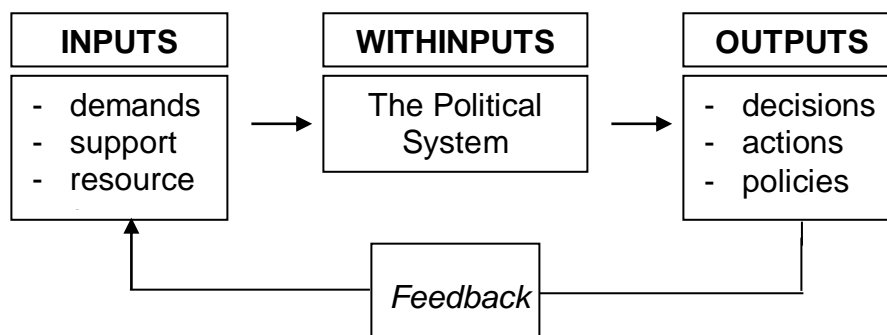 INPUTS
WITHINPUTS
OUTPUTS
- demands
- support
- resource
The Political
System
- decisions
- actions
- policies
Feedback